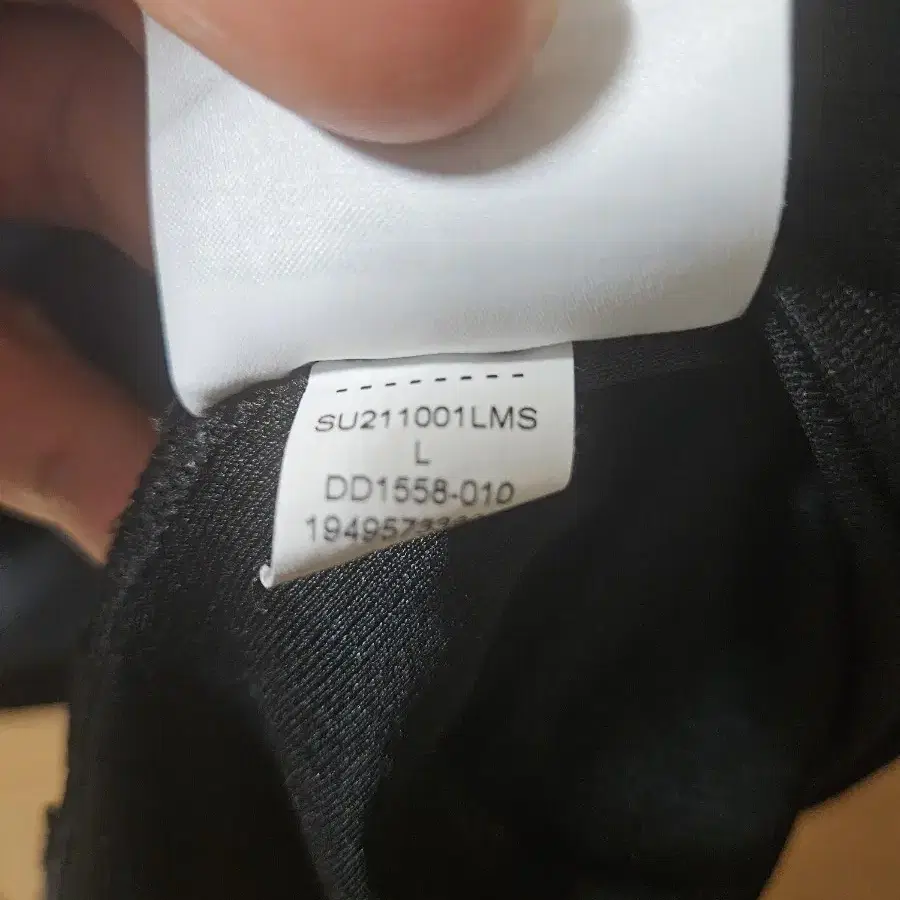 --------
SU211001LMS
L
DD1558-010